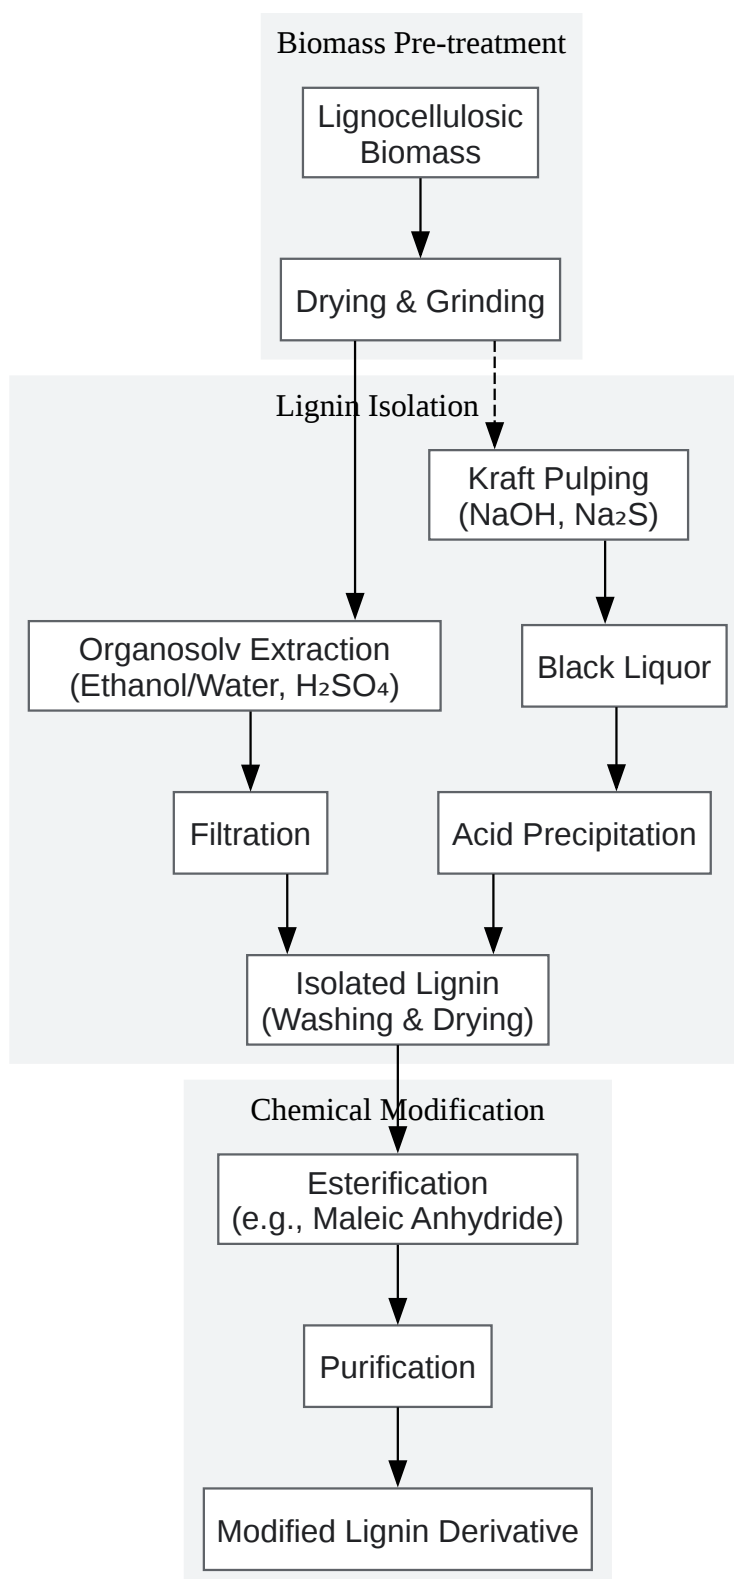 Biomass Pre-treatment
Lignocellulosic
Biomass
Drying & Grinding
Lignin Isolation
Kraft Pulping
(NaOH, Na₂S)
Organosolv Extraction
(Ethanol/Water, H₂SO₄)
Black Liquor
Filtration
Acid Precipitation
Isolated Lignin
(Washing & Drying)
Chemical Modification
Esterification
(e.g., Maleic Anhydride)
Purification
Modified Lignin Derivative